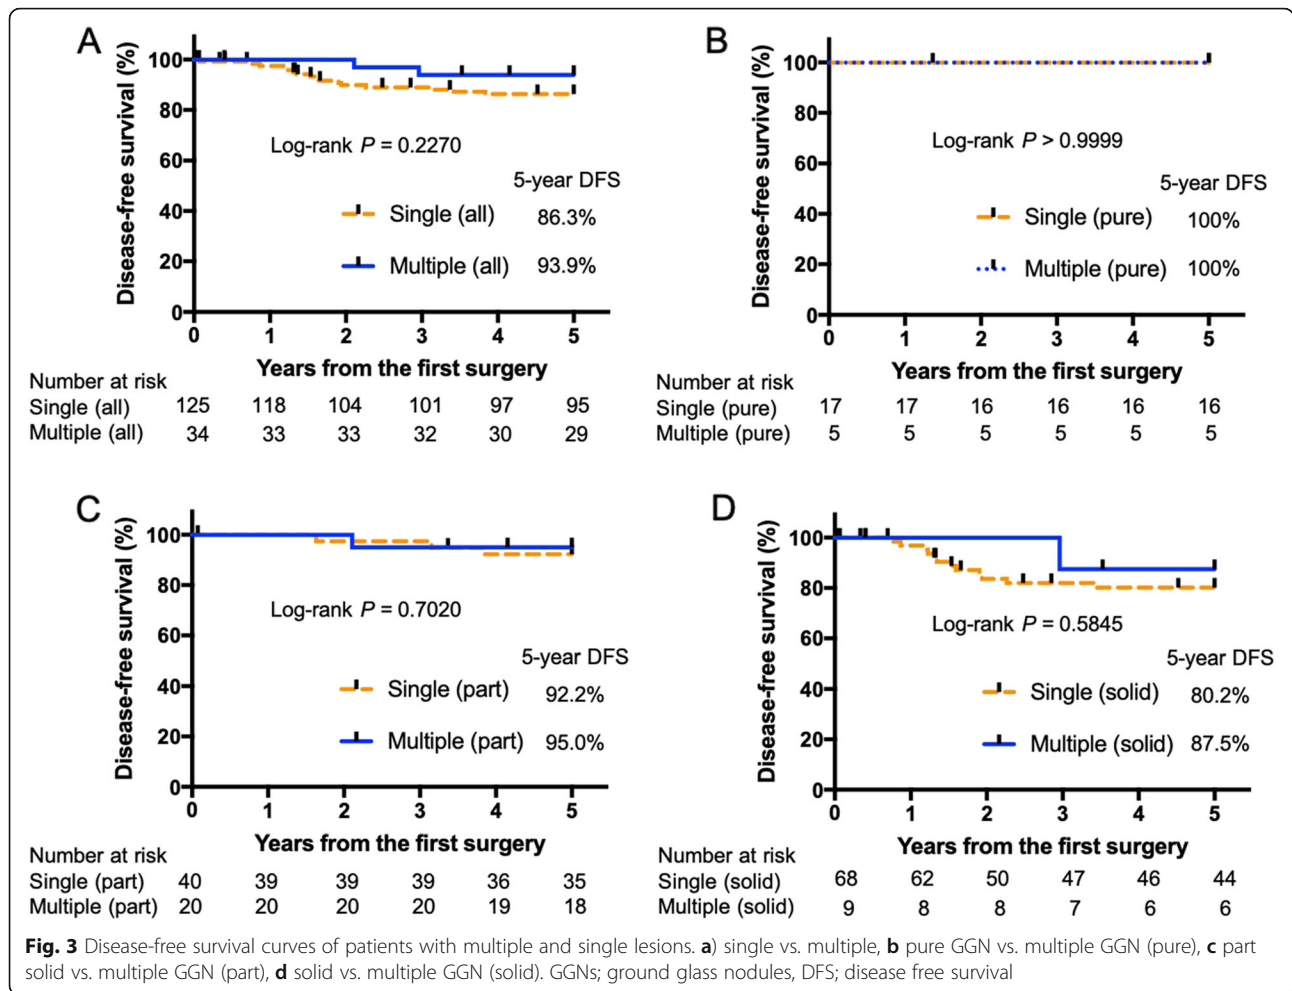 A
Disease-free survival (%)
100
80
60
40
20
0
Log-rank P = 0.2270
5-year DFS
Single (all) 86.3%
Multiple (all) 93.9%
0 1 2 3 4 5
Years from the first surgery
Number at risk
Single (all) 125 118 104 101 97 95
Multiple (all) 34 33 33 32 30 29
B
Disease-free survival (%)
100
80
60
40
20
0
Log-rank P > 0.9999
5-year DFS
Single (pure) 100%
Multiple (pure) 100%
0 1 2 3 4 5
Years from the first surgery
Number at risk
Single (pure) 17 17 16 16 16 16
Multiple (pure) 5 5 5 5 5 5
C
Disease-free survival (%)
100
80
60
40
20
0
Log-rank P = 0.7020
5-year DFS
Single (part) 92.2%
Multiple (part) 95.0%
0 1 2 3 4 5
Years from the first surgery
Number at risk
Single (part) 40 39 39 39 36 35
Multiple (part) 20 20 20 20 19 18
D
Disease-free survival (%)
100
80
60
40
20
0
Log-rank P = 0.5845
5-year DFS
Single (solid) 80.2%
Multiple (solid) 87.5%
0 1 2 3 4 5
Years from the first surgery
Number at risk
Single (solid) 68 62 50 47 46 44
Multiple (solid) 9 8 8 7 6 6
Fig. 3 Disease-free survival curves of patients with multiple and single lesions. a) single vs. multiple, b pure GGN vs. multiple GGN (pure), c part
solid vs. multiple GGN (part), d solid vs. multiple GGN (solid). GGNs; ground glass nodules, DFS; disease free survival